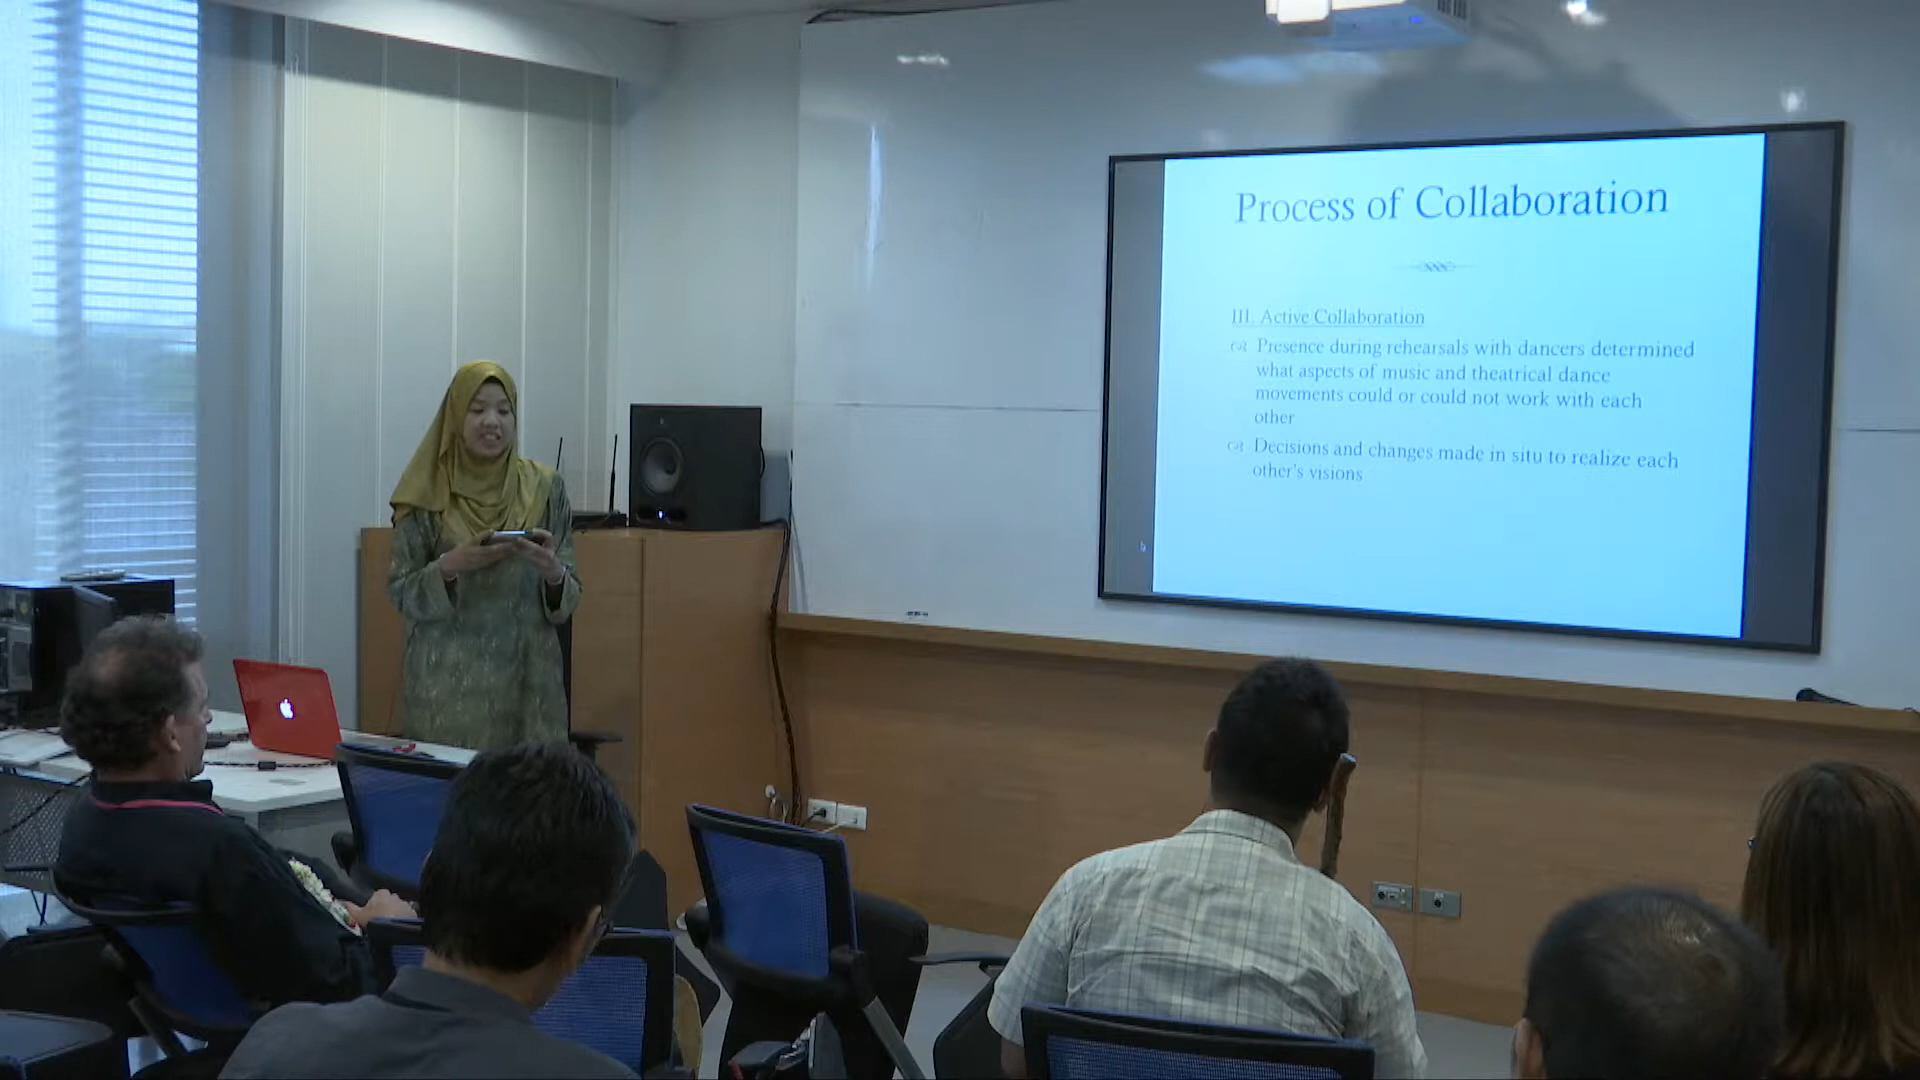 Process of Collaboration
III. Active Collaboration
Presence during rehearsals with dancers determined
what aspects of music and theatrical dance
movements could or could not work with each
other
Decisions and changes made in situ to realize each
other's visions